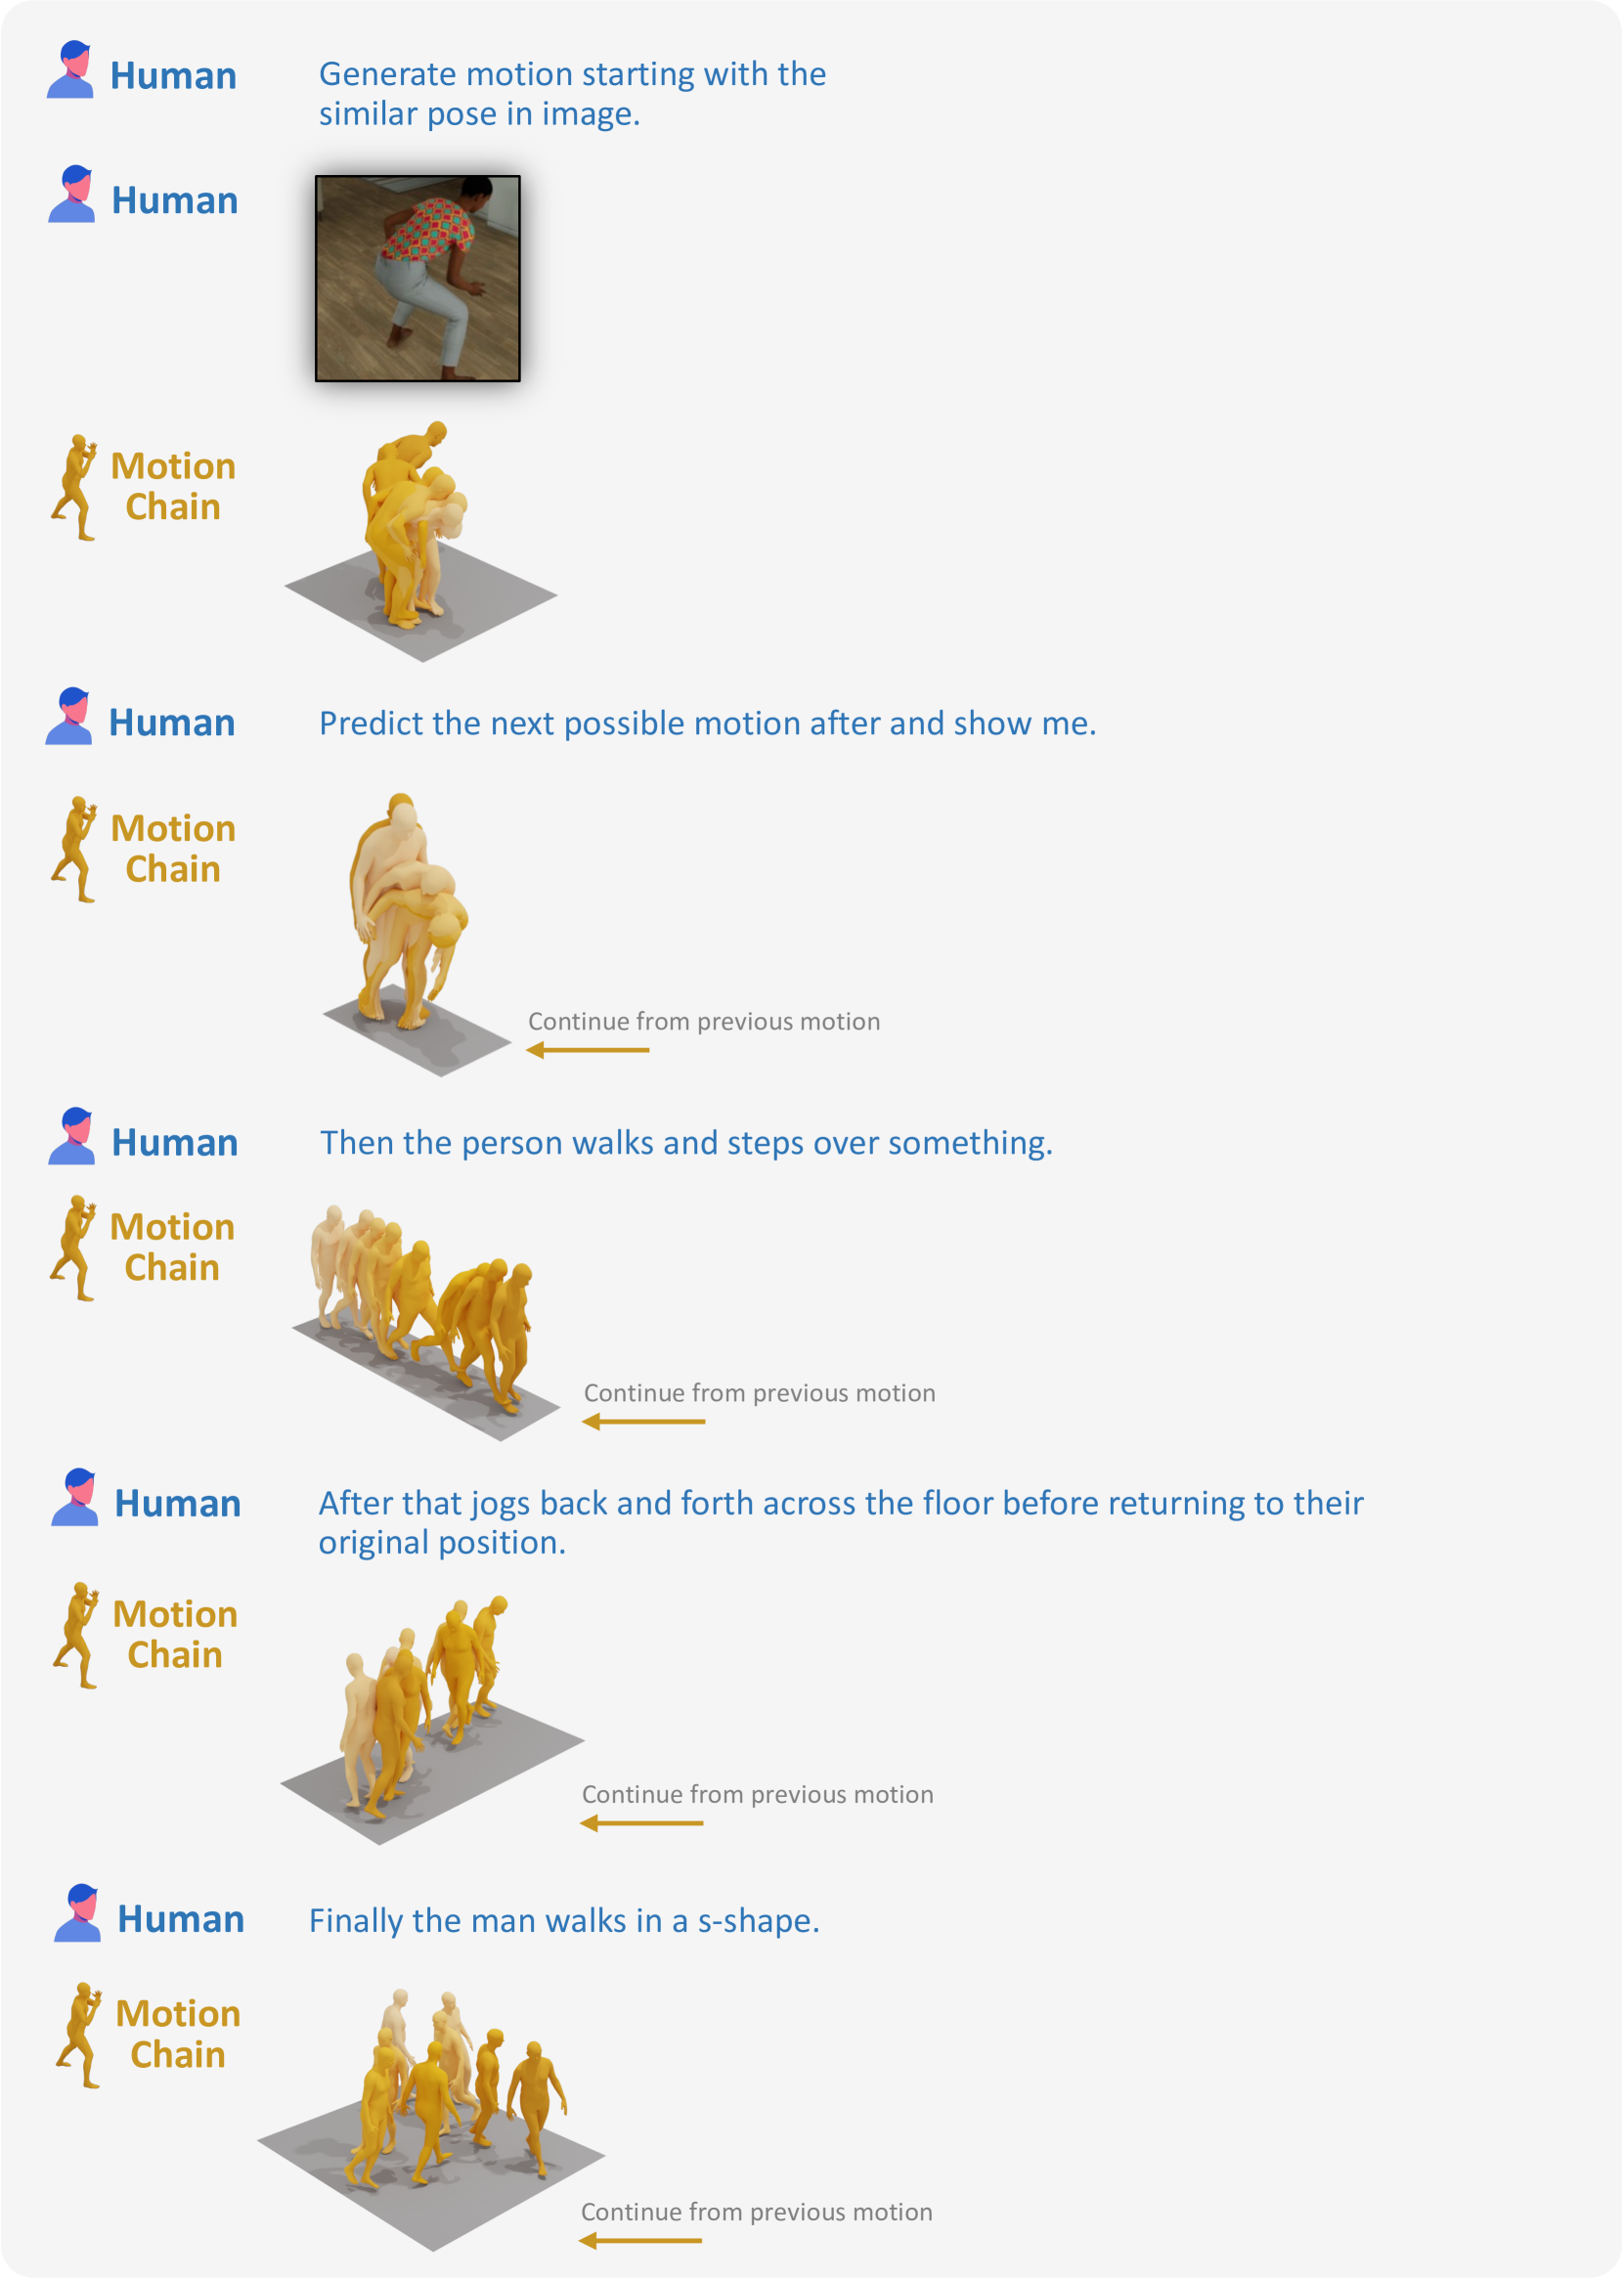 Human
Generate motion starting with the
similar pose in image.
Human
Motion
Chain
Human
Predict the next possible motion after and show me.
Motion
Chain
Continue from previous motion
Human
Then the person walks and steps over something.
Motion
Chain
Continue from previous motion
Human
After that jogs back and forth across the floor before returning to their
original position.
Motion
Chain
Continue from previous motion
Human
Finally the man walks in a s-shape.
Motion
Chain
Continue from previous motion